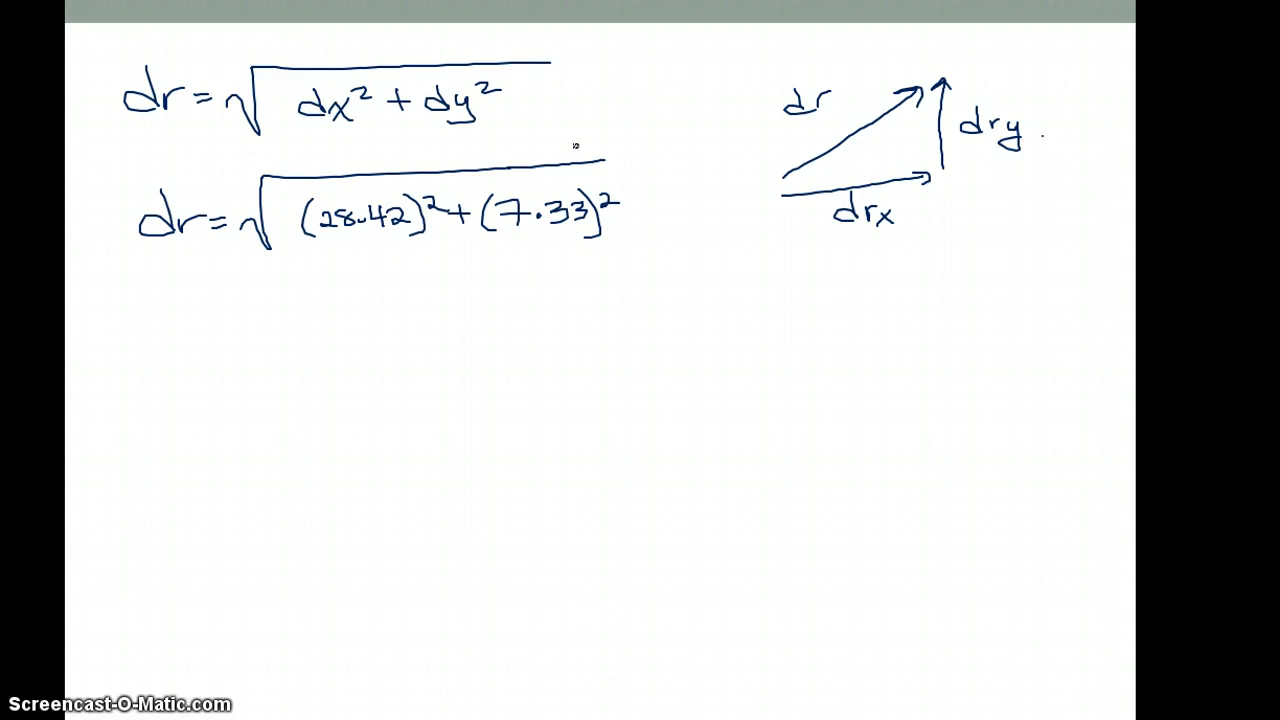 dr = √dx² + dy²
dr = √(28.42)² + (7.33)²
dr
dry
drx
Screencast-O-Matic.com